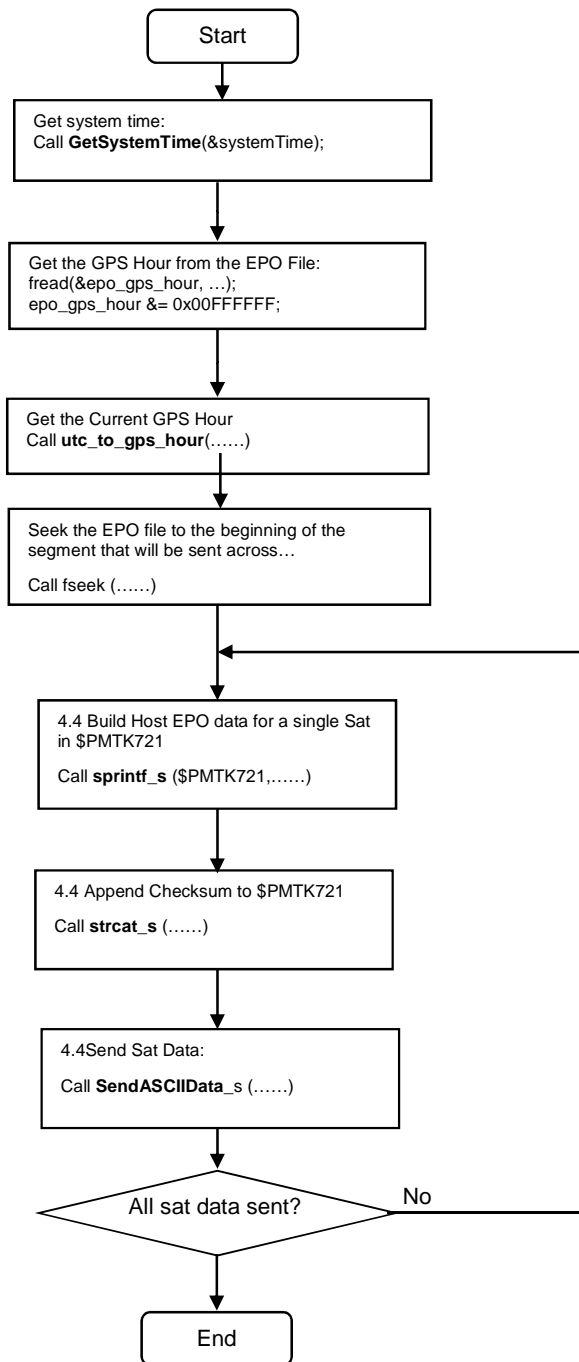 Start
Get system time:
Call GetSystemTime(&systemTime);
Get the GPS Hour from the EPO File:
fread(&epo_gps_hour, …);
epo_gps_hour &= 0x00FFFFFF;
Get the Current GPS Hour
Call utc_to_gps_hour(……)
Seek the EPO file to the beginning of the
segment that will be sent across…
Call fseek (……)
4.4 Build Host EPO data for a single Sat
in $PMTK721
Call sprintf_s ($PMTK721,……)
4.4 Append Checksum to $PMTK721
Call strcat_s (……)
4.4Send Sat Data:
Call SendASCIIData_s (……)
All sat data sent?
No
End